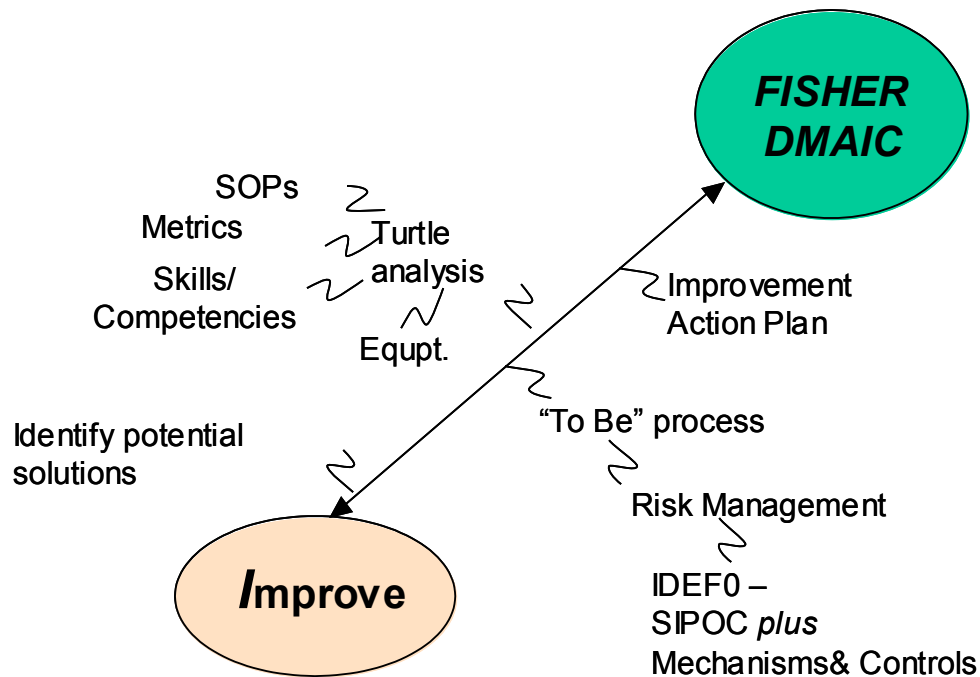 FISHER
DMAIC
SOPs
Metrics
Skills/
Competencies
Turtle
analysis
Equpt.
Improvement
Action Plan
“To Be” process
Identify potential
solutions
Risk Management
Improve
IDEF0 –
SIPOC plus
Mechanisms& Controls